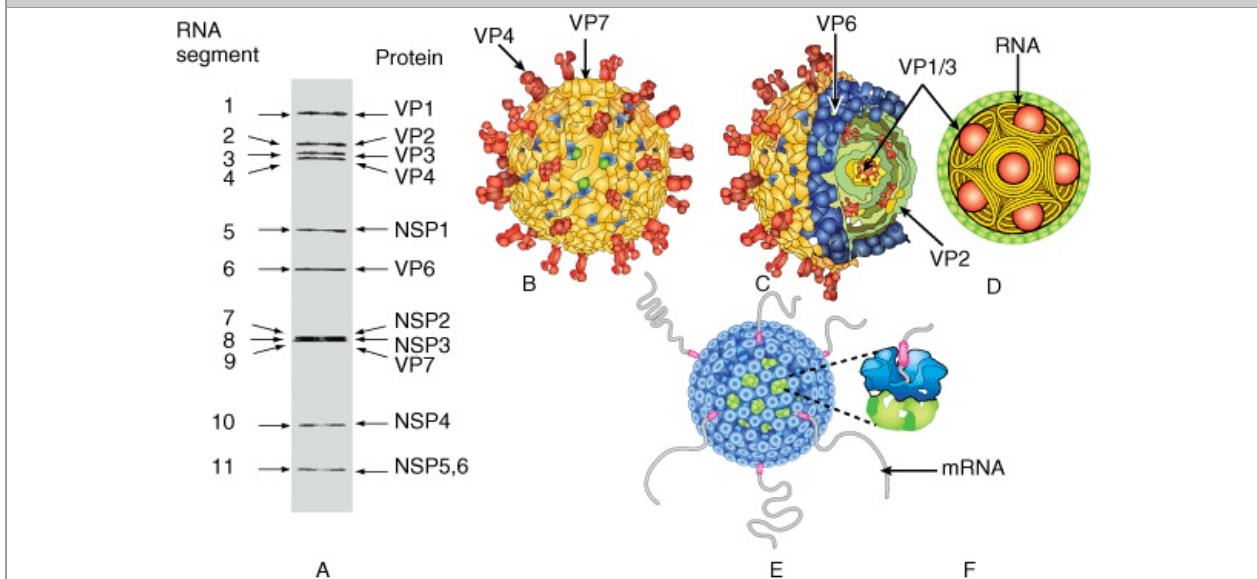 RNA
segment
Protein
1
2
3
4
5
6
7
8
9
10
11
VP1
VP2
VP3
VP4
NSP1
VP6
NSP2
NSP3
VP7
NSP4
NSP5,6
A
VP4
VP7
B
VP6
VP1/3
VP2
C
RNA
D
mRNA
E
F